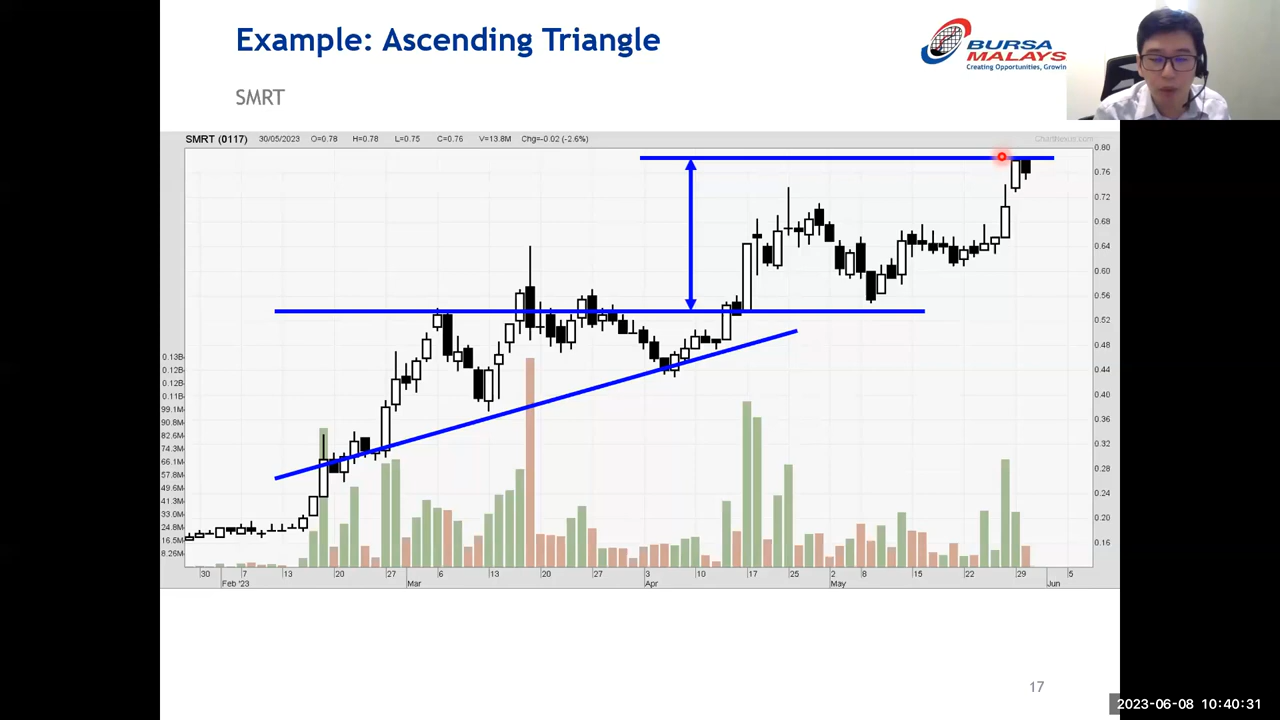 Example: Ascending Triangle
BURSA
MALAYS
Creating Opportunities, Growin
SMRT
SMRT (0117) 30/05/2023 O=0.78 H=0.78 L=0.75 C=0.76 V=13.8M Chg=-0.02 (-2.6%)
0.80
0.76
0.72
0.68
0.64
0.60
0.56
0.52
0.48
0.44
0.40
0.36
0.32
0.28
0.24
0.20
0.16
0.13B
0.12B
0.12B
0.11B
99.1M
90.8M
82.6M
74.3M
66.1M
57.8M
49.6M
41.3M
33.0M
24.8M
16.5M
8.26M
30 7 13 20 27 6 13 20 27 3 10 17 25 2 8 15 22 29 5
Feb '23 Mar Apr May Jun
17
2023-06-08 10:40:31